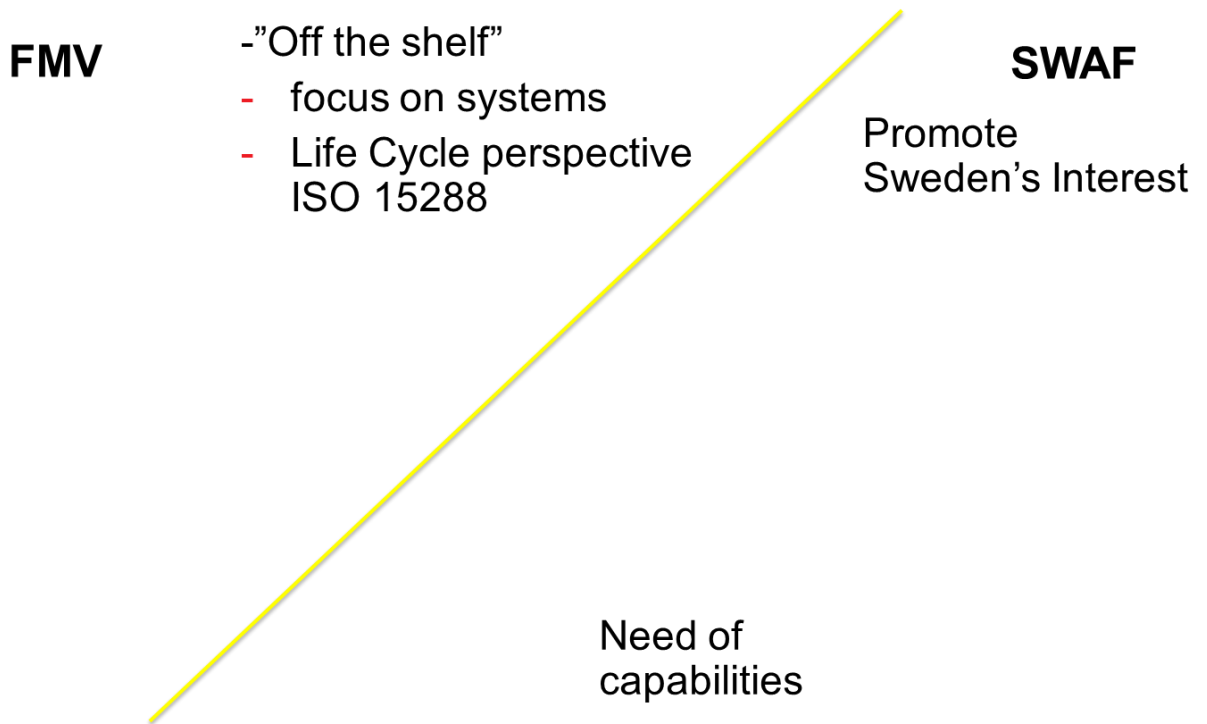 FMV
-”Off the shelf”
- focus on systems
- Life Cycle perspective
ISO 15288
SWAF
Promote
Sweden’s Interest
Need of
capabilities